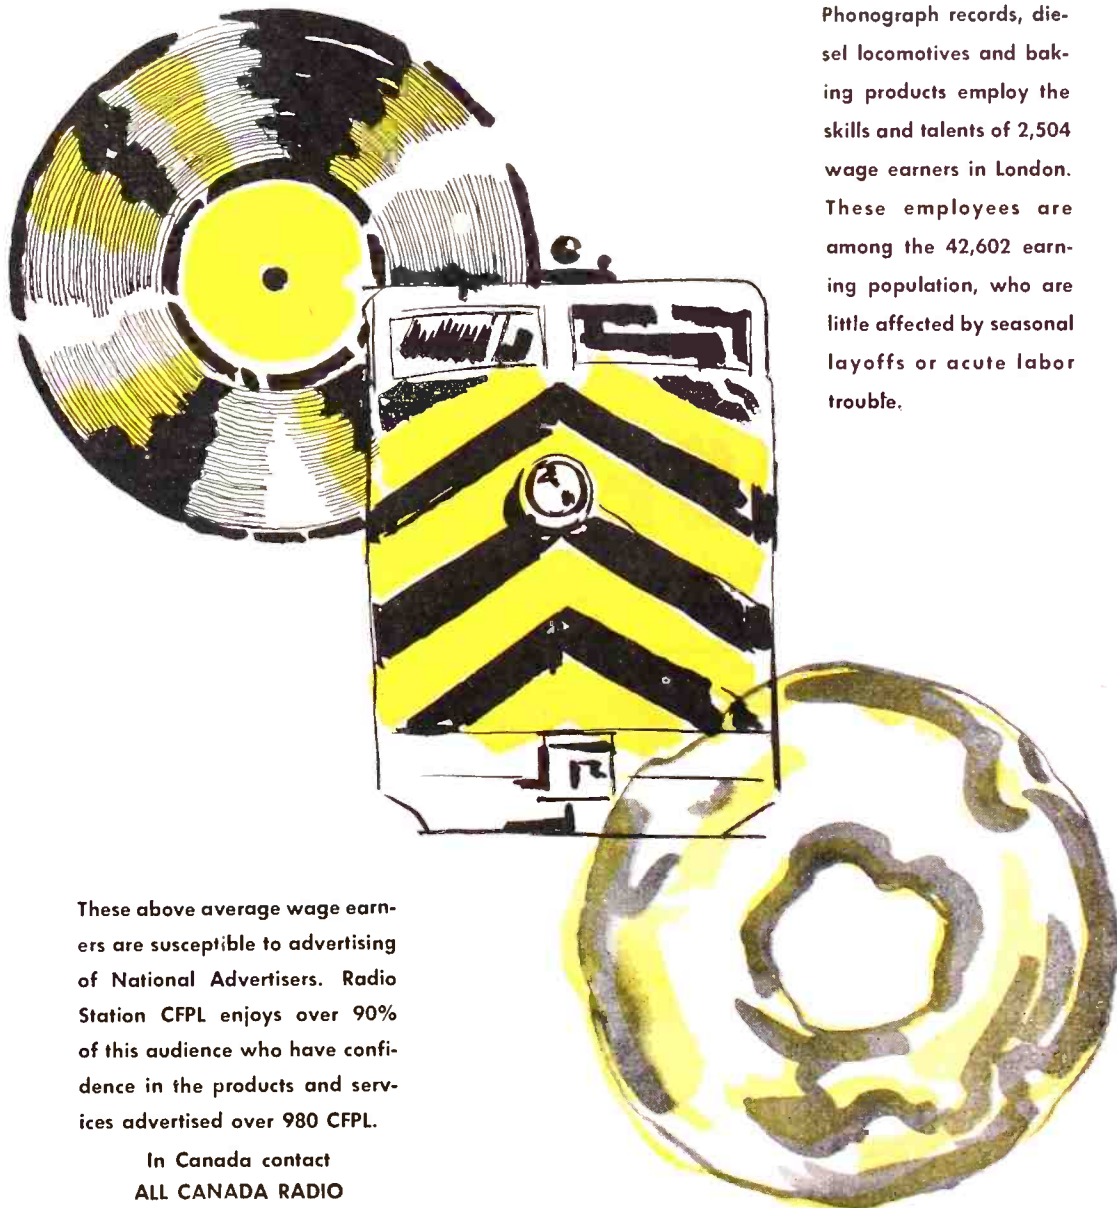 Phonograph records, die-
sel locomotives and bak-
ing products employ the
skills and talents of 2,504
wage earners in London.
These employees are
among the 42,602 earn-
ing population, who are
little affected by seasonal
layoffs or acute labor
trouble.
These above average wage earn-
ers are susceptible to advertising
of National Advertisers. Radio
Station CFPL enjoys over 90%
of this audience who have confi-
dence in the products and serv-
ices advertised over 980 CFPL.
In Canada contact
ALL CANADA RADIO